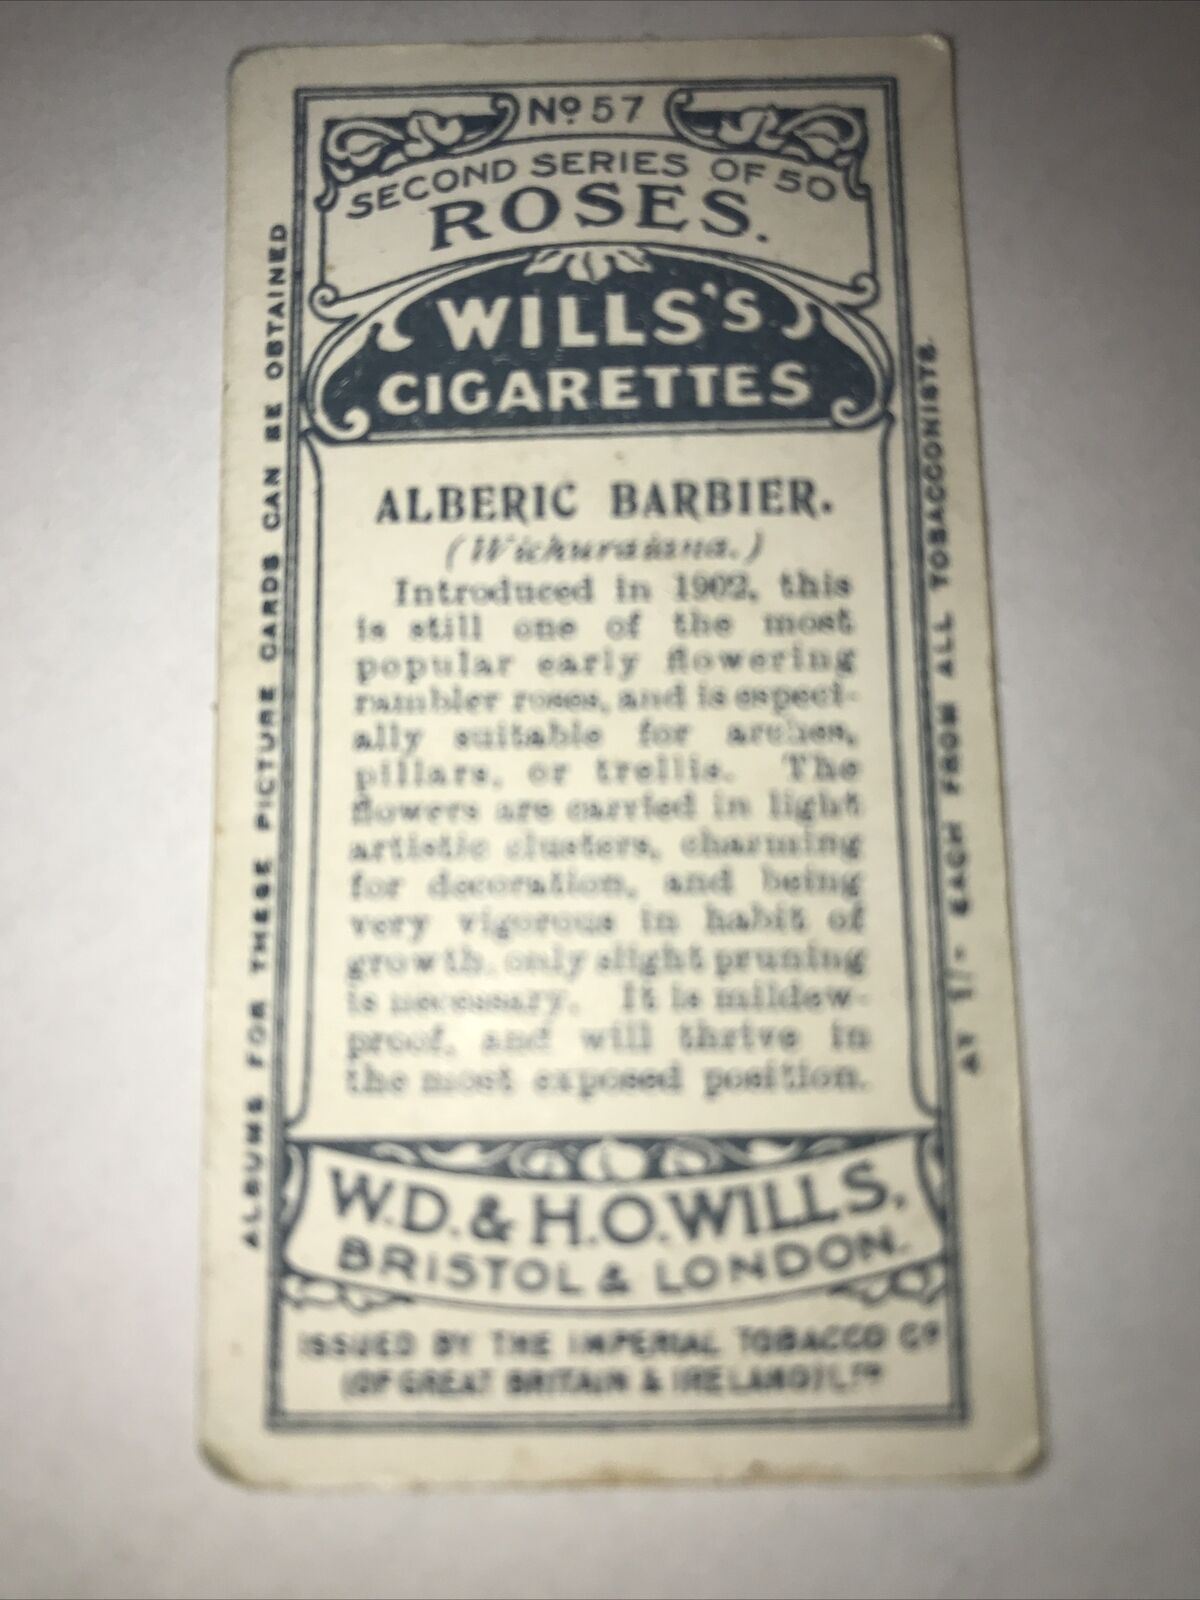 Nº 57
SECOND SERIES OF 50
ROSES.
WILLS'S
CIGARETTES
ALBERIC BARBIER.
(Wichuraiana.)
Introduced in 1902, this
is still one of the most
popular early flowering
rambler roses, and is especi-
ally suitable for arches,
pillars, or trellis. The
flowers are carried in light
artistic clusters, charming
for decoration, and being
very vigorous in habit of
growth, only slight pruning
is necessary. It is mildew-
proof, and will thrive in
the most exposed position.
W.D. & H.O. WILLS.
BRISTOL & LONDON.
ISSUED BY THE IMPERIAL TOBACCO Cº
(OF GREAT BRITAIN & IRELAND) LTD
ALBUMS FOR THESE PICTURE CARDS CAN BE OBTAINED
AT 1/- EACH FROM ALL TOBACCONISTS.